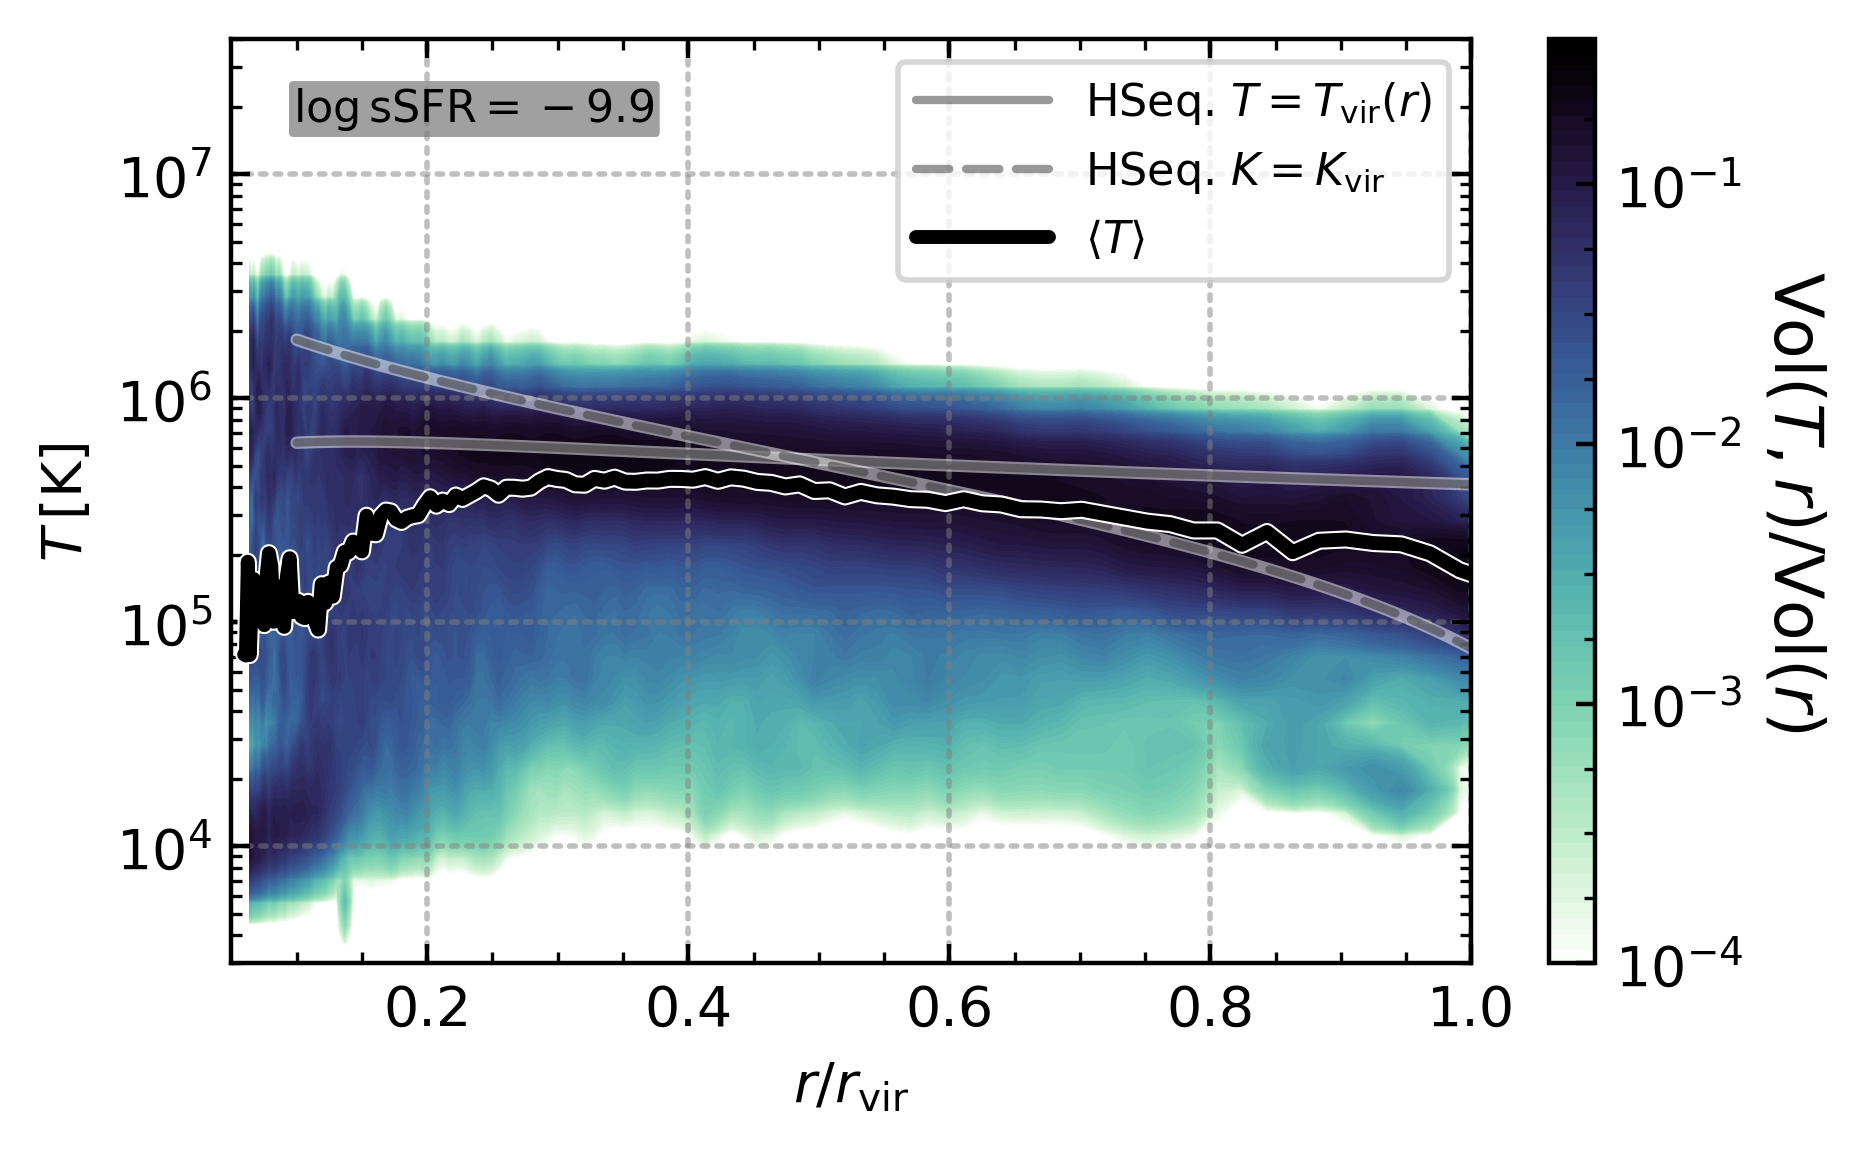 log sSFR = −9.9
HSeq. T = T_vir(r)
HSeq. K = K_vir
⟨T⟩
10^7
10^6
10^5
10^4
T [K]
0.2 0.4 0.6 0.8 1.0
r/r_vir
10^−1
10^−2
10^−3
10^−4
Vol(T, r)/Vol(r)